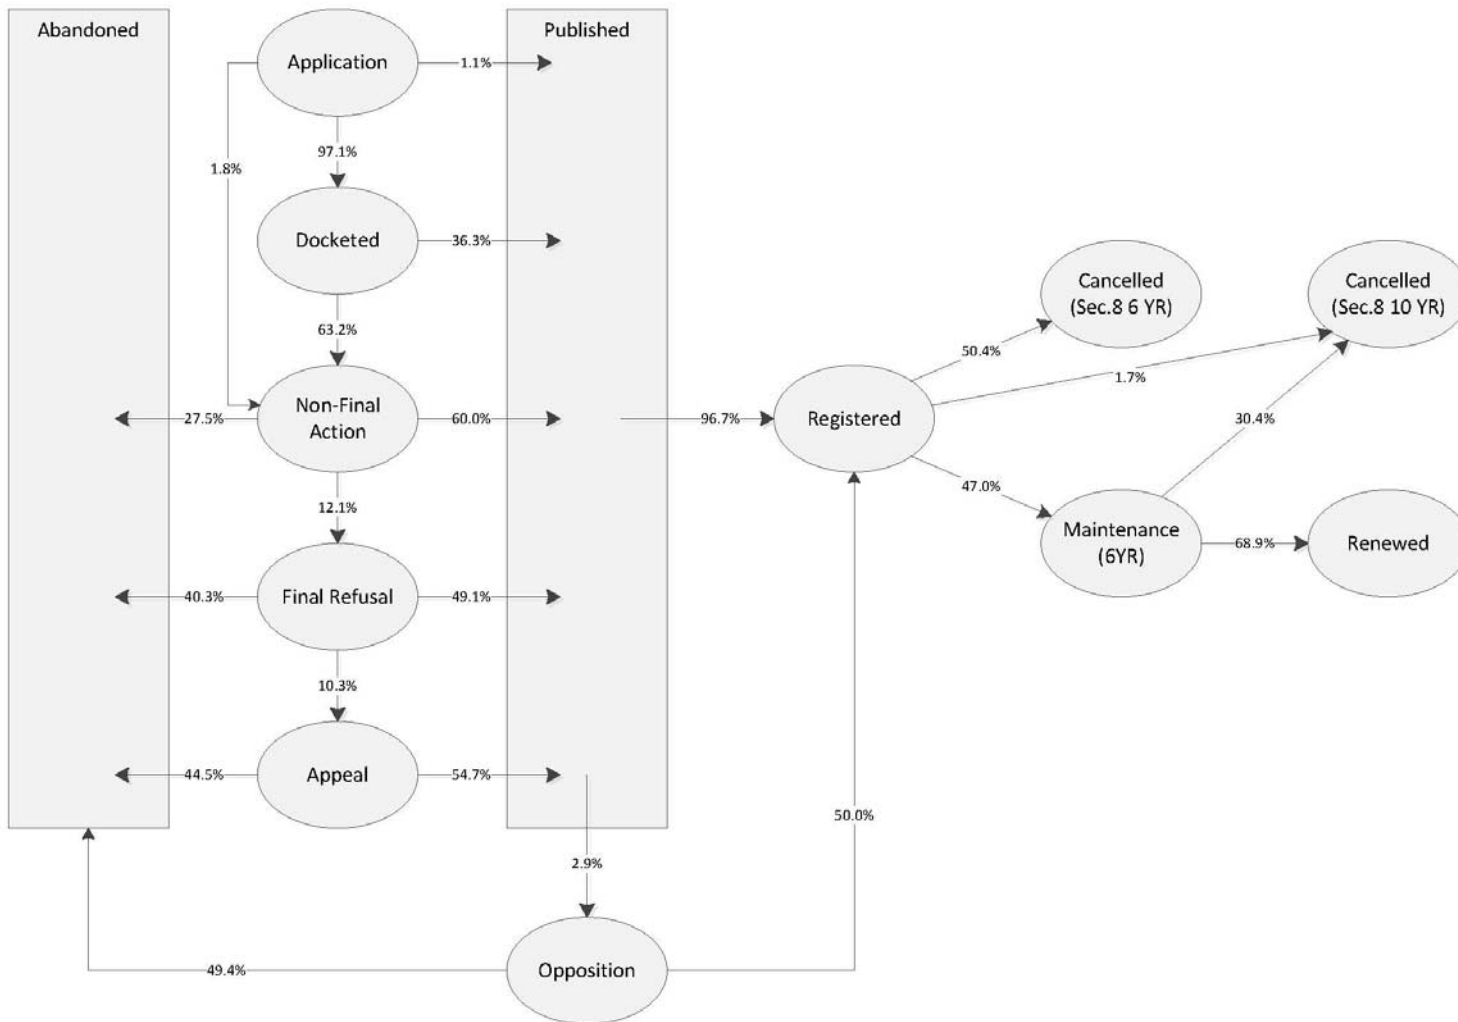 Abandoned
Published
Application
1.1%
97.1%
1.8%
Docketed
36.3%
63.2%
27.5%
Non-Final
Action
60.0%
12.1%
40.3%
Final Refusal
49.1%
10.3%
44.5%
Appeal
54.7%
2.9%
49.4%
Opposition
50.0%
96.7%
Registered
50.4%
Cancelled
(Sec.8 6 YR)
1.7%
Cancelled
(Sec.8 10 YR)
47.0%
30.4%
Maintenance
(6YR)
68.9%
Renewed